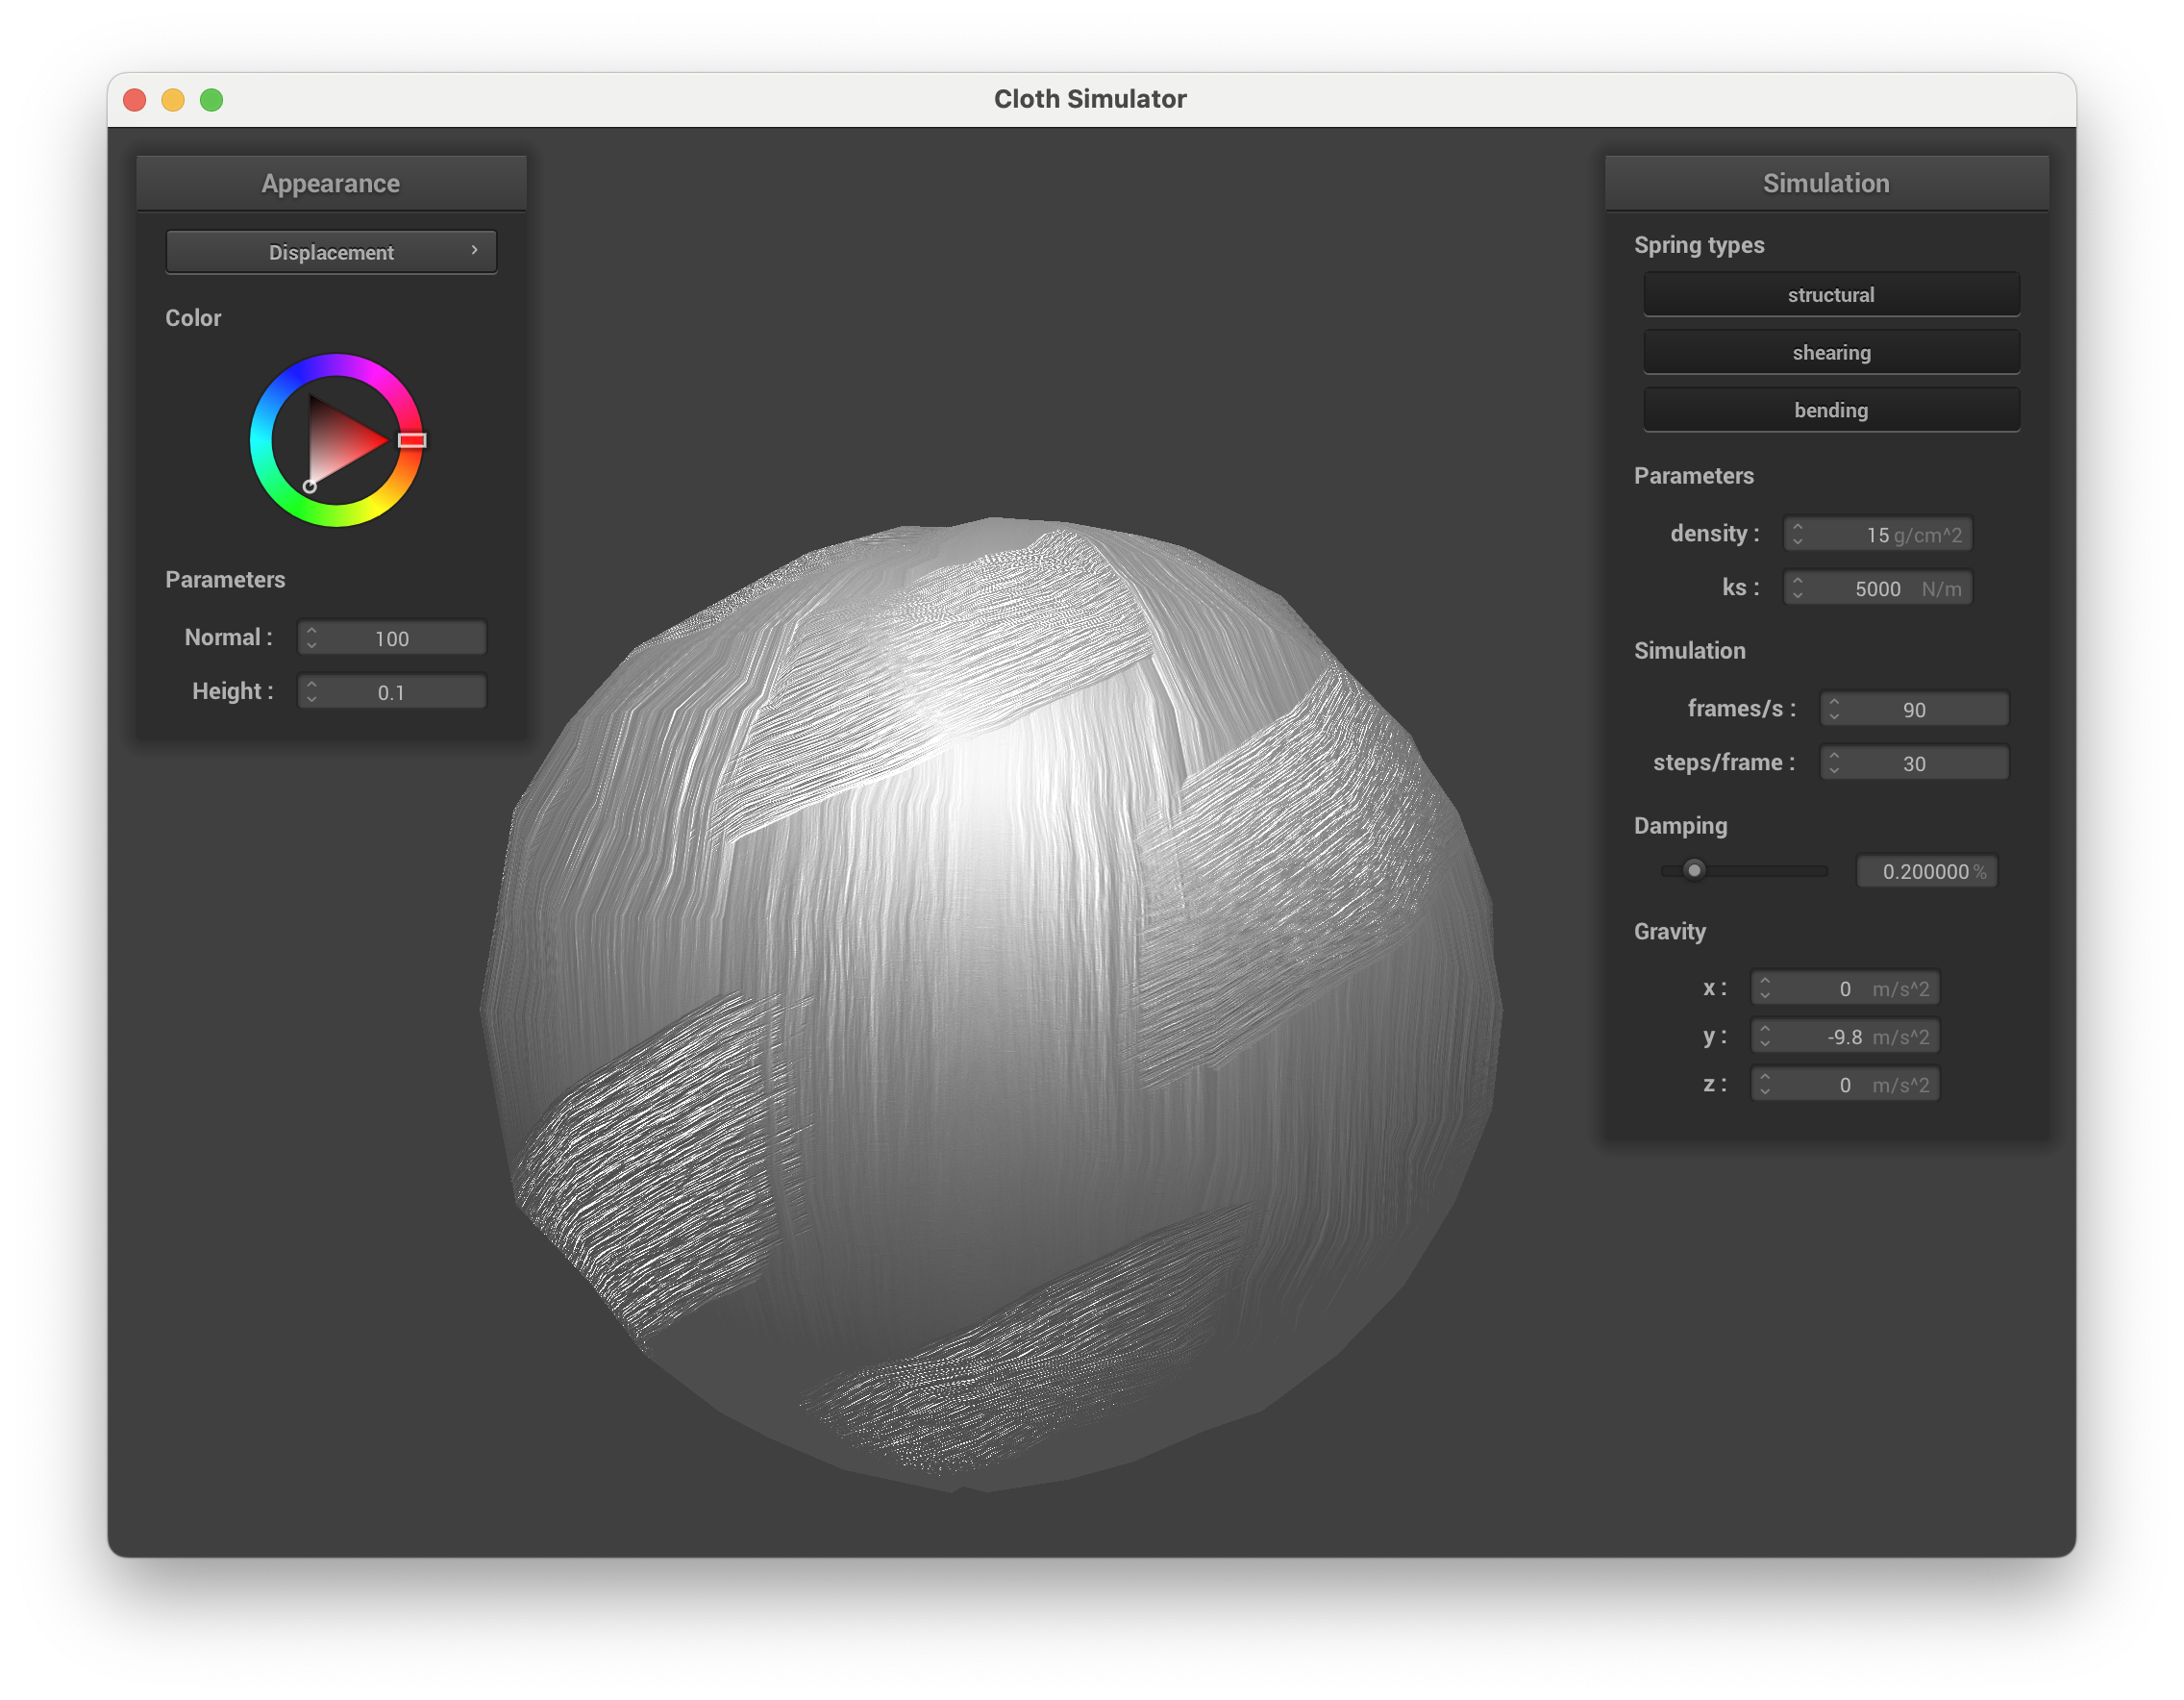 Cloth Simulator
Appearance
Displacement ›
Color
Parameters
Normal : 100
Height : 0.1
Simulation
Spring types
structural
shearing
bending
Parameters
density : 15 g/cm^2
ks : 5000 N/m
Simulation
frames/s : 90
steps/frame : 30
Damping
0.200000 %
Gravity
x : 0 m/s^2
y : -9.8 m/s^2
z : 0 m/s^2